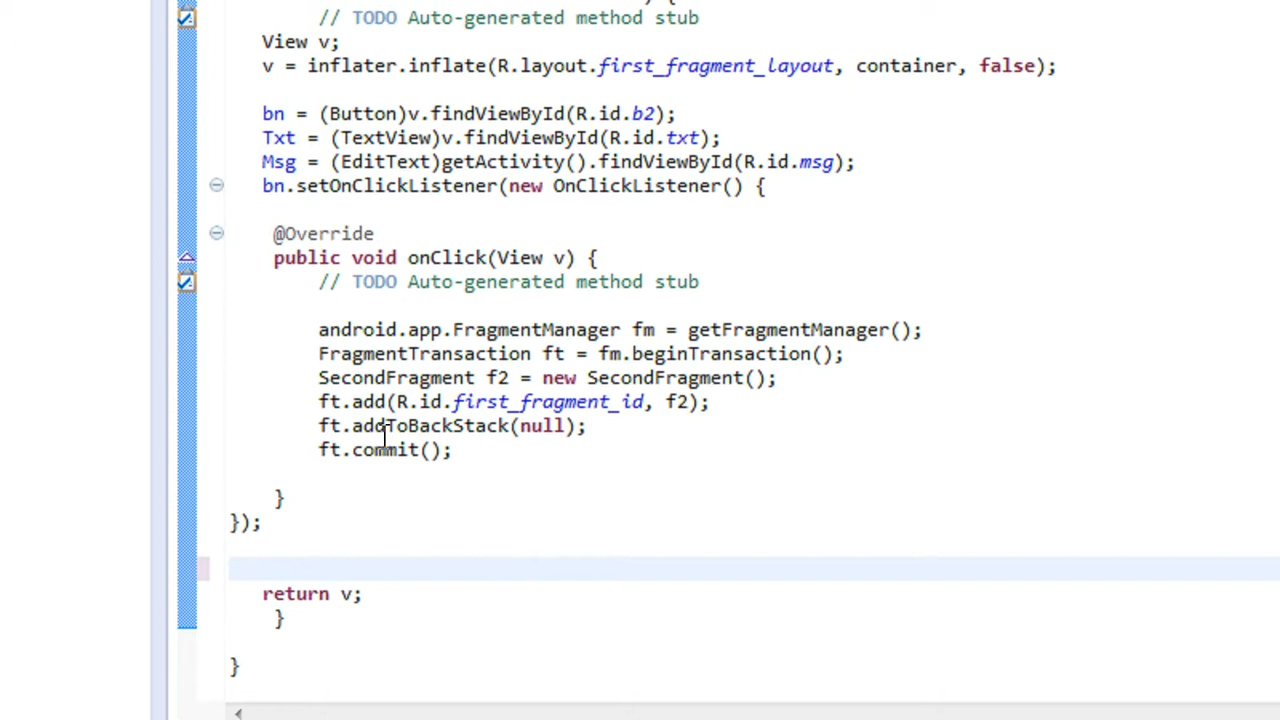 {
// TODO Auto-generated method stub
View v;
v = inflater.inflate(R.layout.first_fragment_layout, container, false);
bn = (Button)v.findViewById(R.id.b2);
Txt = (TextView)v.findViewById(R.id.txt);
Msg = (EditText)getActivity().findViewById(R.id.msg);
bn.setOnClickListener(new OnClickListener() {
@Override
public void onClick(View v) {
// TODO Auto-generated method stub
android.app.FragmentManager fm = getFragmentManager();
FragmentTransaction ft = fm.beginTransaction();
SecondFragment f2 = new SecondFragment();
ft.add(R.id.first_fragment_id, f2);
ft.addToBackStack(null);
ft.commit();
}
});
return v;
}
}